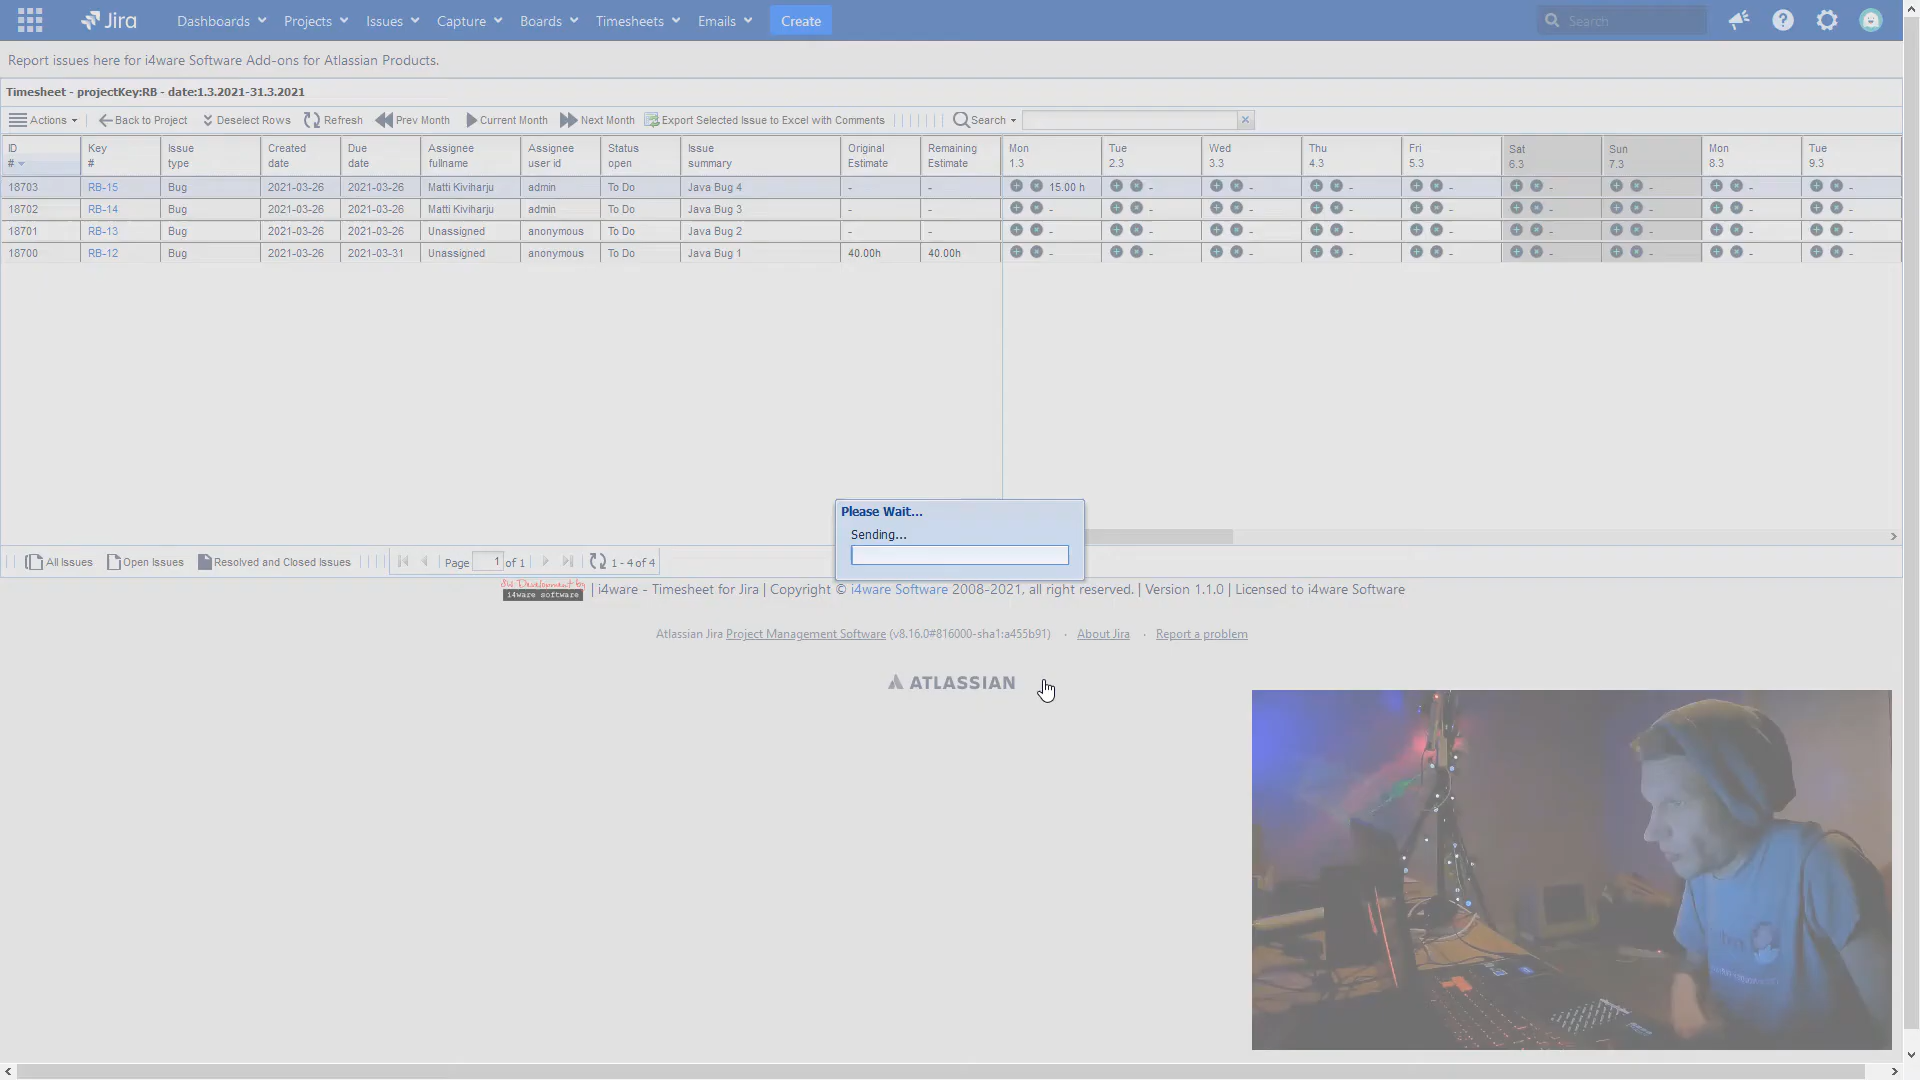 Jira Dashboards Projects Issues Capture Boards Timesheets Emails Create Search
Report issues here for i4ware Software Add-ons for Atlassian Products.
Timesheet - projectKey:RB - date:1.3.2021-31.3.2021
Actions Back to Project Deselect Rows Refresh Prev Month Current Month Next Month Export Selected Issue to Excel with Comments Search
ID Key Issue Created Due Assignee Assignee Status Issue Original Remaining Mon Tue Wed Thu Fri Sat Sun Mon Tue
# # type date date fullname user id open summary Estimate Estimate 1.3 2.3 3.3 4.3 5.3 6.3 7.3 8.3 9.3
18703 RB-15 Bug 2021-03-26 2021-03-26 Matti Kiviharju admin To Do Java Bug 4 - - 15.00 h - - - - - - - -
18702 RB-14 Bug 2021-03-26 2021-03-26 Matti Kiviharju admin To Do Java Bug 3 - - - - - - - - - - -
18701 RB-13 Bug 2021-03-26 2021-03-26 Unassigned anonymous To Do Java Bug 2 - - - - - - - - - - -
18700 RB-12 Bug 2021-03-26 2021-03-31 Unassigned anonymous To Do Java Bug 1 40.00h 40.00h - - - - - - - - -
Please Wait...
Sending...
All Issues Open Issues Resolved and Closed Issues Page 1 of 1 1 - 4 of 4
SW Development by
i4ware software | i4ware - Timesheet for Jira | Copyright © i4ware Software 2008-2021, all right reserved. | Version 1.1.0 | Licensed to i4ware Software
Atlassian Jira Project Management Software (v8.16.0#816000-sha1:a455b91) · About Jira · Report a problem
ATLASSIAN